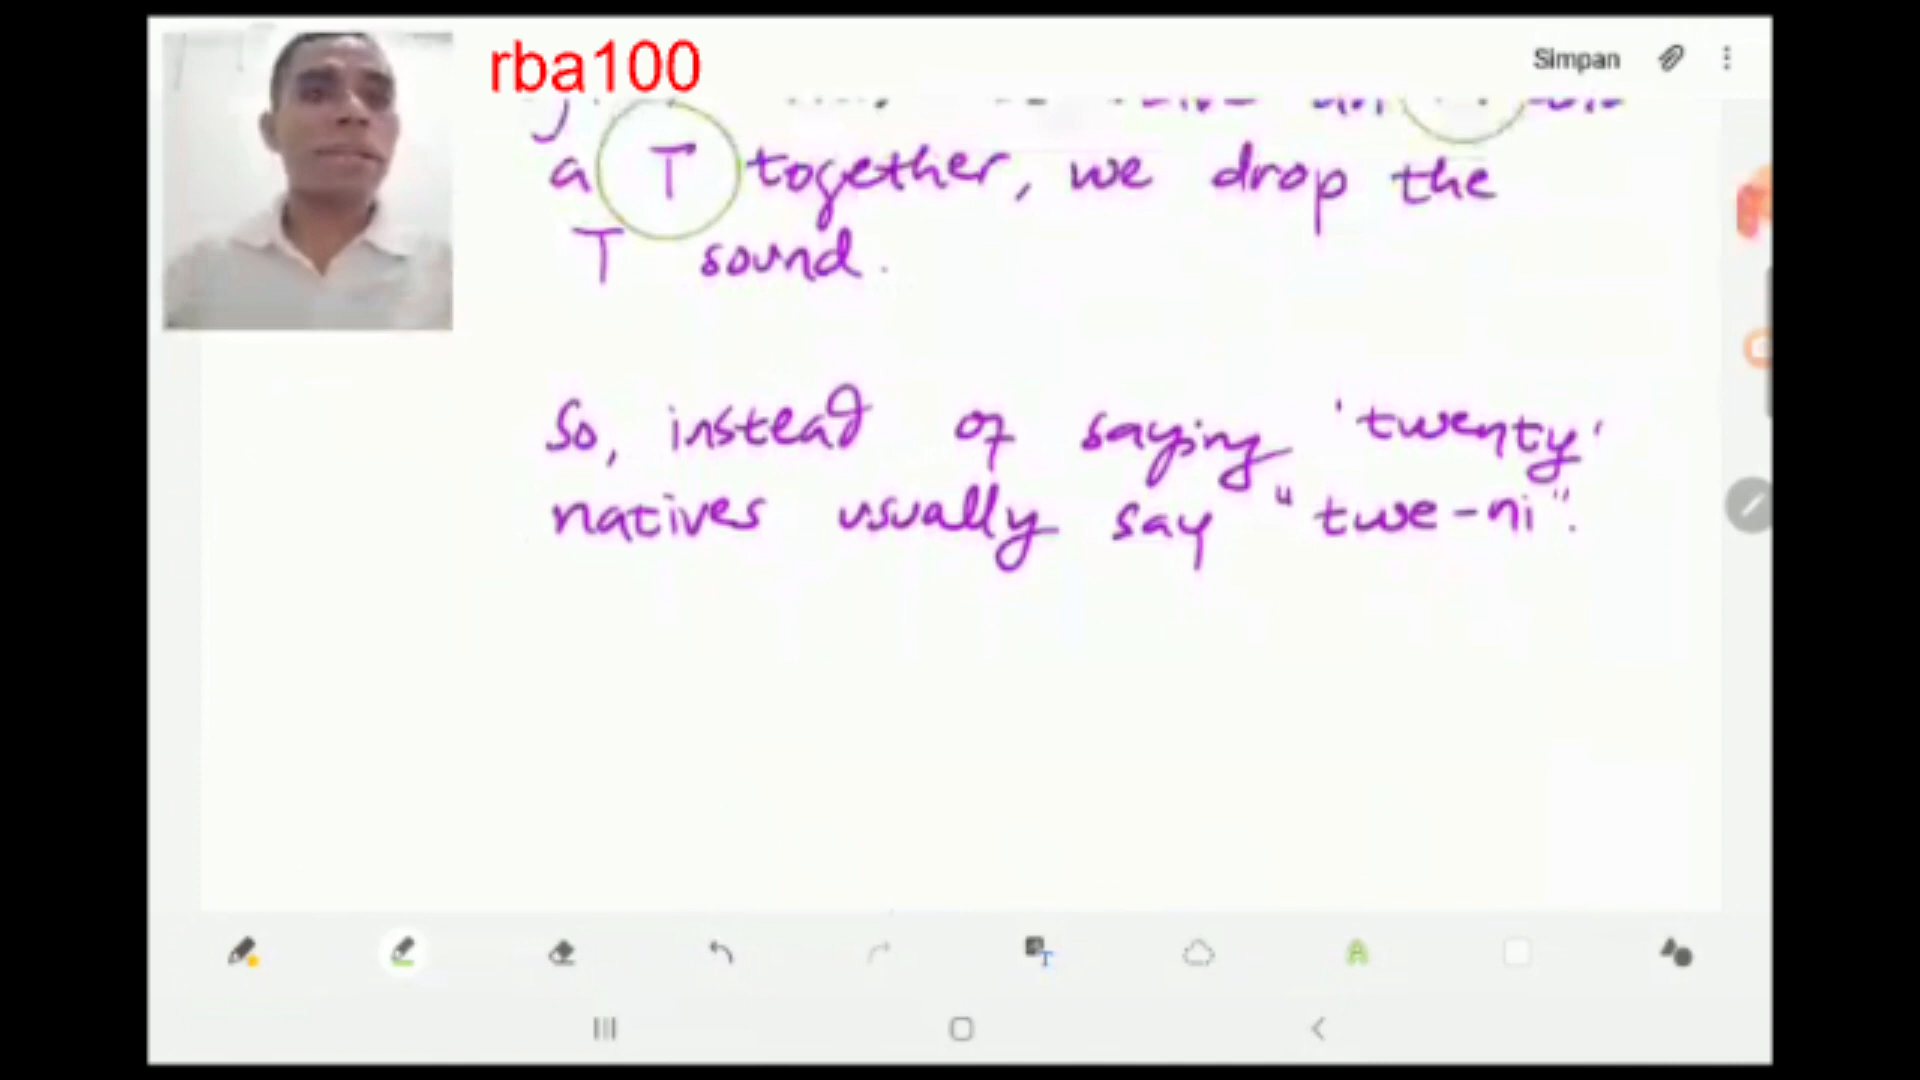 rba100
Simpan
a T together, we drop the
T sound.
So, instead of saying 'twenty'
natives usually say "twe-ni".